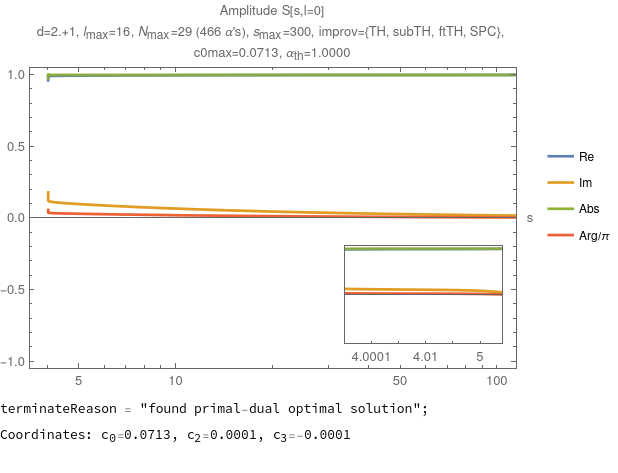 Amplitude S[s,l=0]
d=2.+1, lmax=16, Nmax=29 (466 α's), smax=300, improv={TH, subTH, ftTH, SPC},
c0max=0.0713, αth=1.0000
1.0
0.5
0.0
-0.5
-1.0
s
5 10 50 100
4.0001 4.01 5
Re
Im
Abs
Arg/π
terminateReason = "found primal-dual optimal solution";
Coordinates: c0=0.0713, c2=0.0001, c3=-0.0001